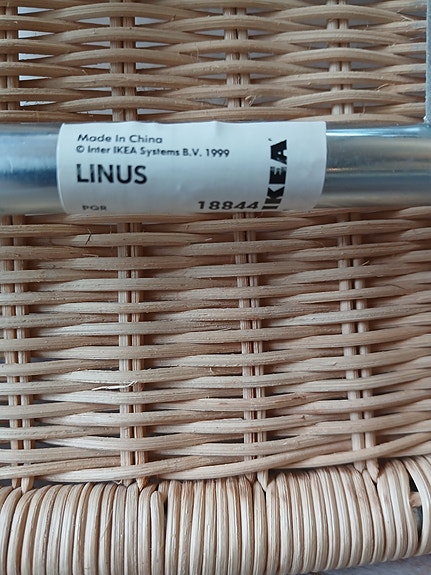 Made In China
© Inter IKEA Systems B.V. 1999
LINUS
PGR 18844
IKEA